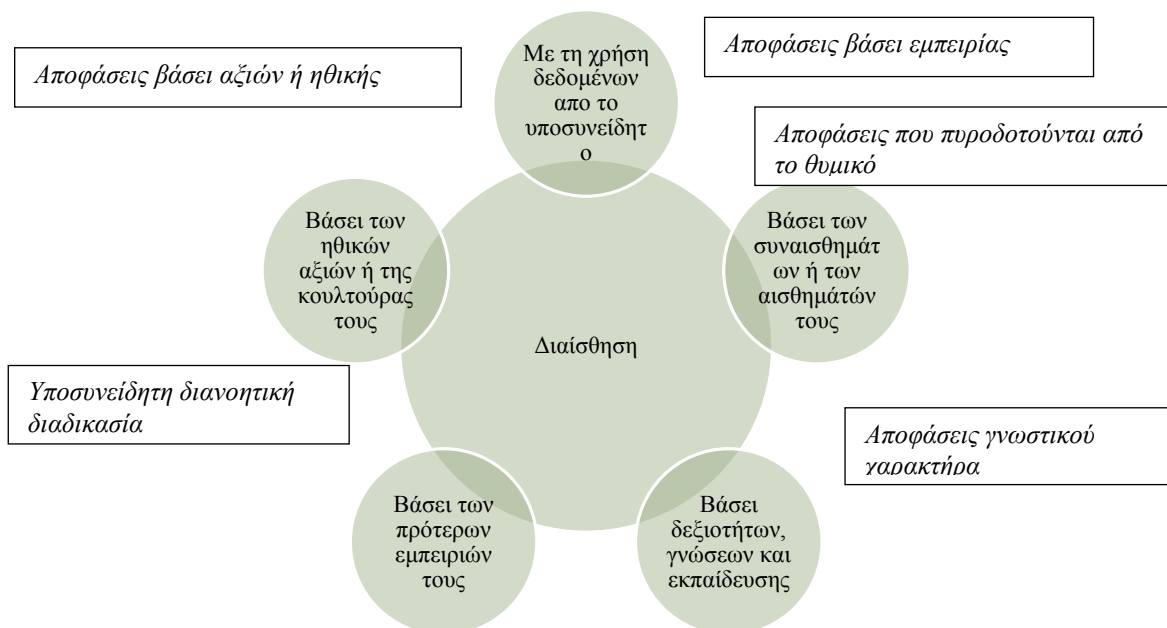 Αποφάσεις βάσει αξιών ή ηθικής
Με τη χρήση
δεδομένων
απο το
υποσυνείδητ
ο
Αποφάσεις βάσει εμπειρίας
Αποφάσεις που πυροδοτούνται από
το θυμικό
Βάσει των
ηθικών
αξιών ή της
κουλτούρας
τους
Βάσει των
συναισθημάτ
ων ή των
αισθημάτών
τους
Διαίσθηση
Υποσυνείδητη διανοητική
διαδικασία
Αποφάσεις γνωστικού
χαρακτήρα
Βάσει των
πρότερων
εμπειριών
τους
Βάσει
δεξιοτήτων,
γνώσεων και
εκπαίδευσης